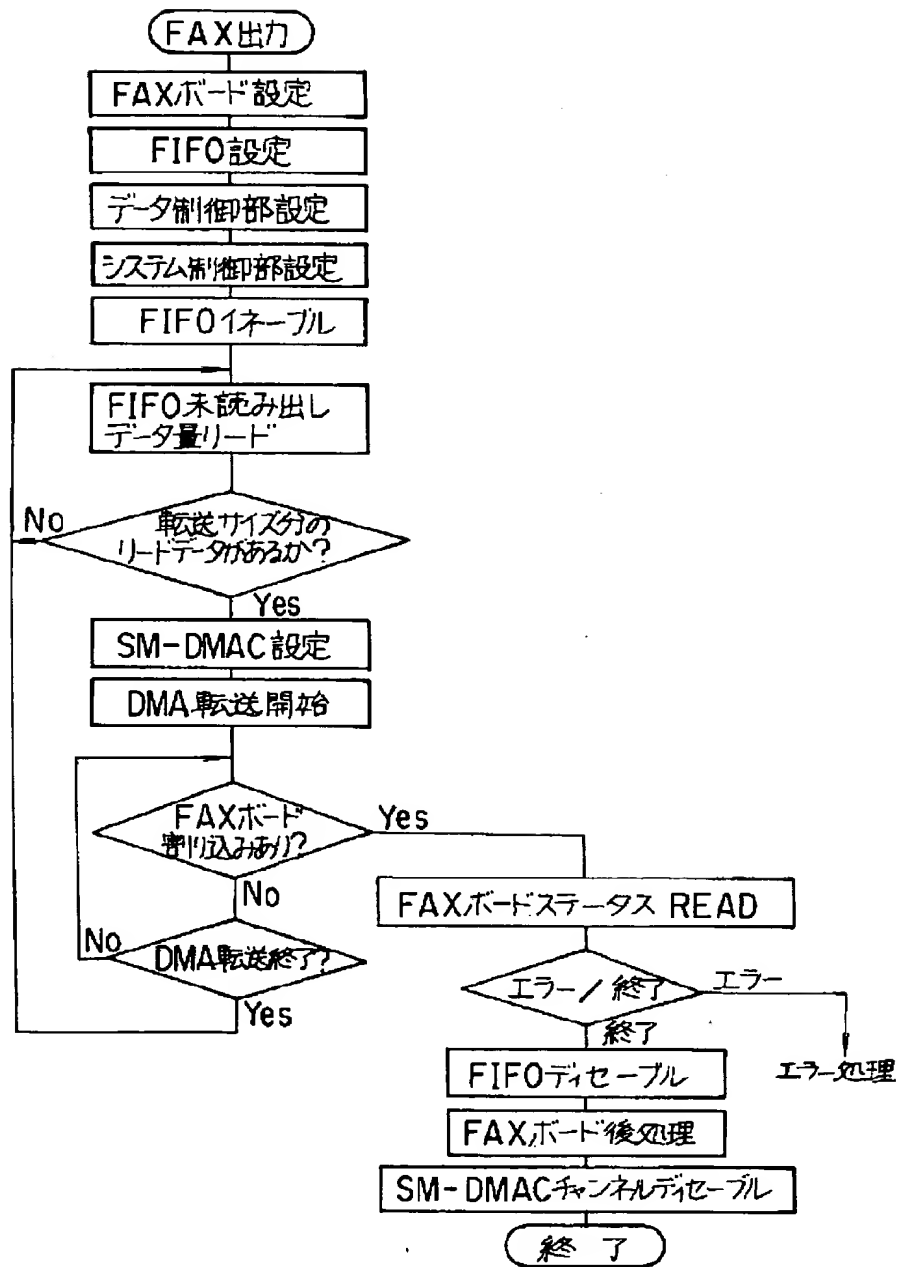 FAX出力
FAXボード設定
FIFO設定
データ制御部設定
システム制御部設定
FIFOイネーブル
FIFO未読み出し
データ量リード
No
転送サイズ分の
リードデータがあるか?
Yes
SM-DMAC設定
DMA転送開始
FAXボード
割り込みあり?
Yes
No
FAXボードステータス READ
No
DMA転送終了?
Yes
エラー/終了
エラー
終了
エラー処理
FIFOディセーブル
FAXボード後処理
SM-DMACチャンネルディセーブル
終了